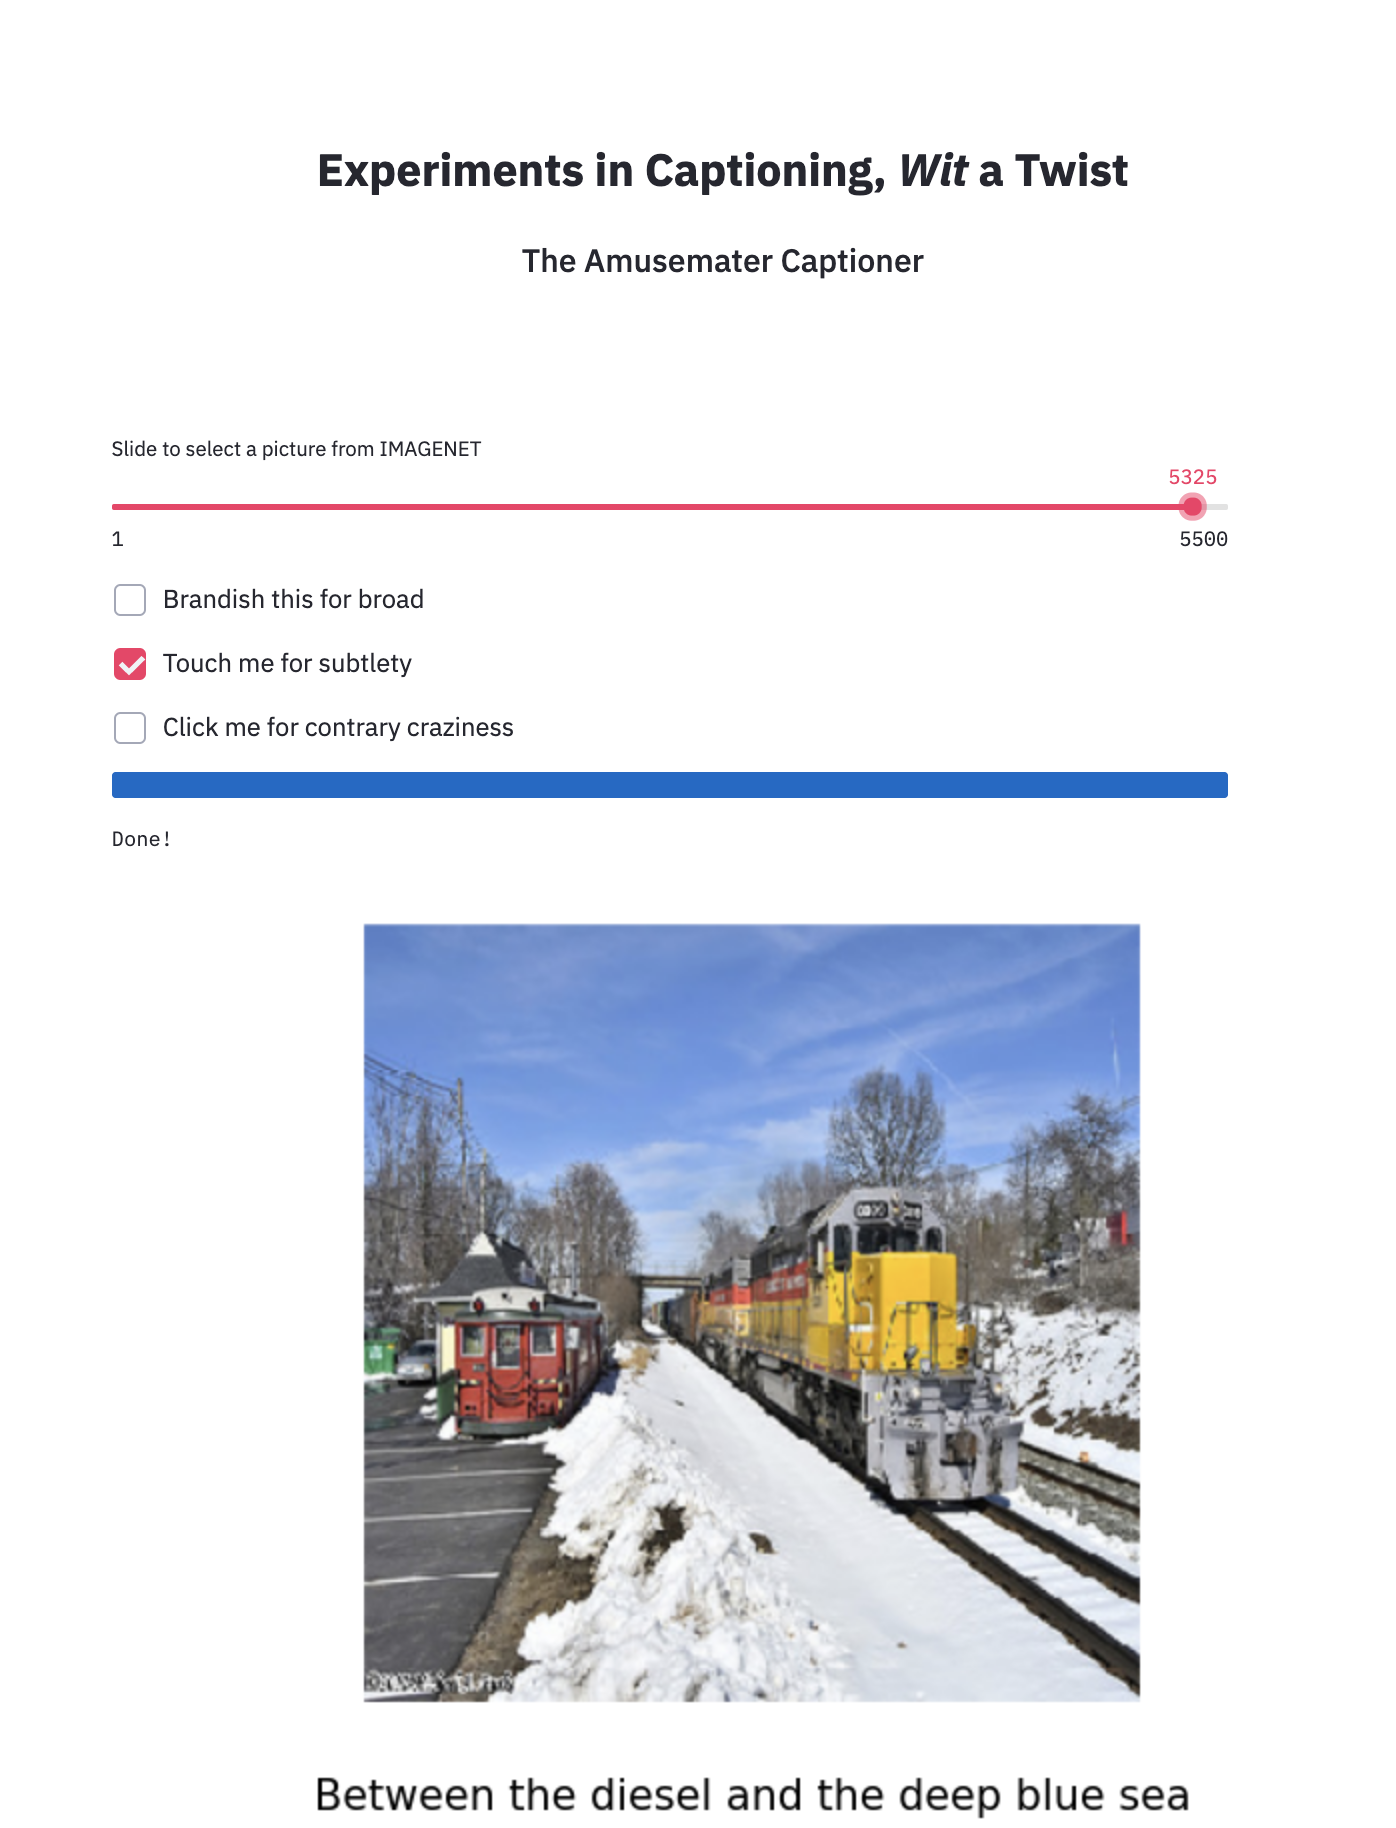 Experiments in Captioning, Wit a Twist
The Amusemater Captioner
Slide to select a picture from IMAGENET
5325
1
5500
Brandish this for broad
Touch me for subtlety
Click me for contrary craziness
Done!
Between the diesel and the deep blue sea